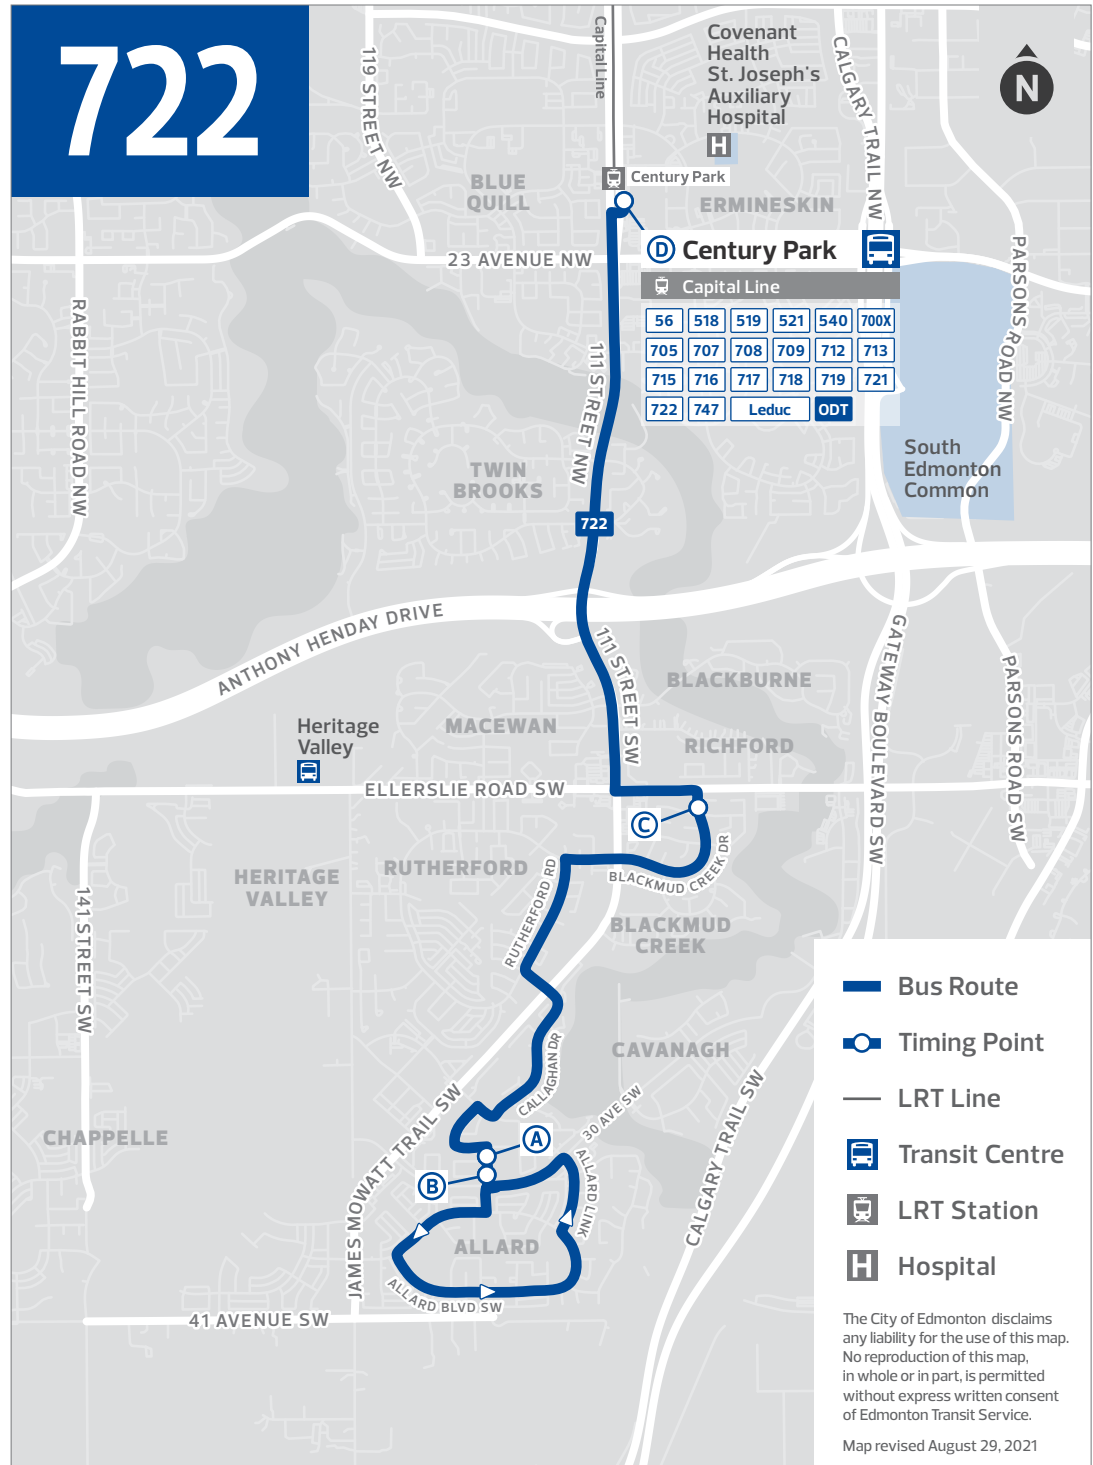 722
Capital Line
119 STREET NW
Covenant
Health
St. Joseph's
Auxiliary
Hospital
H
CALGARY TRAIL NW
N
BLUE
QUILL
Century Park
ERMINESKIN
23 AVENUE NW
D Century Park
Capital Line
56 518 519 521 540 700X
705 707 708 709 712 713
715 716 717 718 719 721
722 747 Leduc ODT
PARSONS ROAD NW
RABBIT HILL ROAD NW
111 STREET NW
South
Edmonton
Common
TWIN
BROOKS
722
ANTHONY HENDAY DRIVE
111 STREET SW
GATEWAY BOULEVARD SW
PARSONS ROAD SW
BLACKBURNE
MACEWAN
RICHFORD
Heritage
Valley
ELLERSLIE ROAD SW
C
BLACKMUD CREEK DR
RUTHERFORD
RUTHERFORD RD
HERITAGE
VALLEY
141 STREET SW
BLACKMUD
CREEK
CAVANAGH
CALLAGHAN DR
30 AVE SW
CHAPPELLE
A
B
ALLARD LINK
JAMES MOWATT TRAIL SW
CALGARY TRAIL SW
ALLARD
ALLARD BLVD SW
41 AVENUE SW
Bus Route
Timing Point
LRT Line
Transit Centre
LRT Station
H Hospital
The City of Edmonton disclaims
any liability for the use of this map.
No reproduction of this map,
in whole or in part, is permitted
without express written consent
of Edmonton Transit Service.
Map revised August 29, 2021